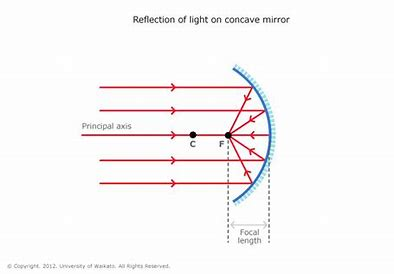 Reflection of light on concave mirror
Principal axis
C
F
Focal
length
© Copyright. 2012. University of Waikato. All Rights Reserved.